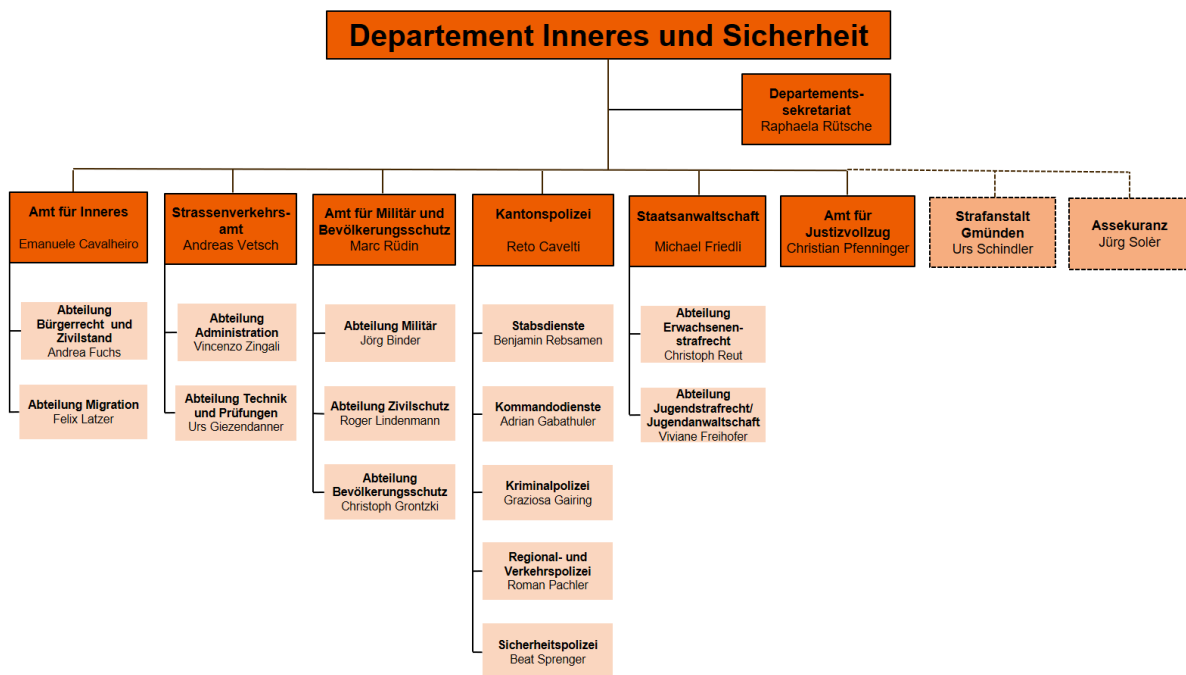 Departement Inneres und Sicherheit
Departements-
sekretariat
Raphaela Rütsche
Amt für Inneres
Emanuele Cavalheiro
Strassenverkehrs-
amt
Andreas Vetsch
Amt für Militär und
Bevölkerungsschutz
Marc Rüdin
Kantonspolizei
Reto Cavelti
Staatsanwaltschaft
Michael Friedli
Amt für
Justizvollzug
Christian Pfenninger
Strafanstalt
Gmünden
Urs Schindler
Assekuranz
Jürg Solèr
Abteilung
Bürgerrecht und
Zivilstand
Andrea Fuchs
Abteilung Migration
Felix Latzer
Abteilung
Administration
Vincenzo Zingali
Abteilung Technik
und Prüfungen
Urs Giezendanner
Abteilung Militär
Jörg Binder
Abteilung Zivilschutz
Roger Lindenmann
Abteilung
Bevölkerungsschutz
Christoph Grontzki
Stabsdienste
Benjamin Rebsamen
Kommandodienste
Adrian Gabathuler
Kriminalpolizei
Graziosa Gairing
Regional- und
Verkehrspolizei
Roman Pachler
Sicherheitspolizei
Beat Sprenger
Abteilung
Erwachsenen-
strafrecht
Christoph Reut
Abteilung
Jugendstrafrecht/
Jugendanwaltschaft
Viviane Freihofer